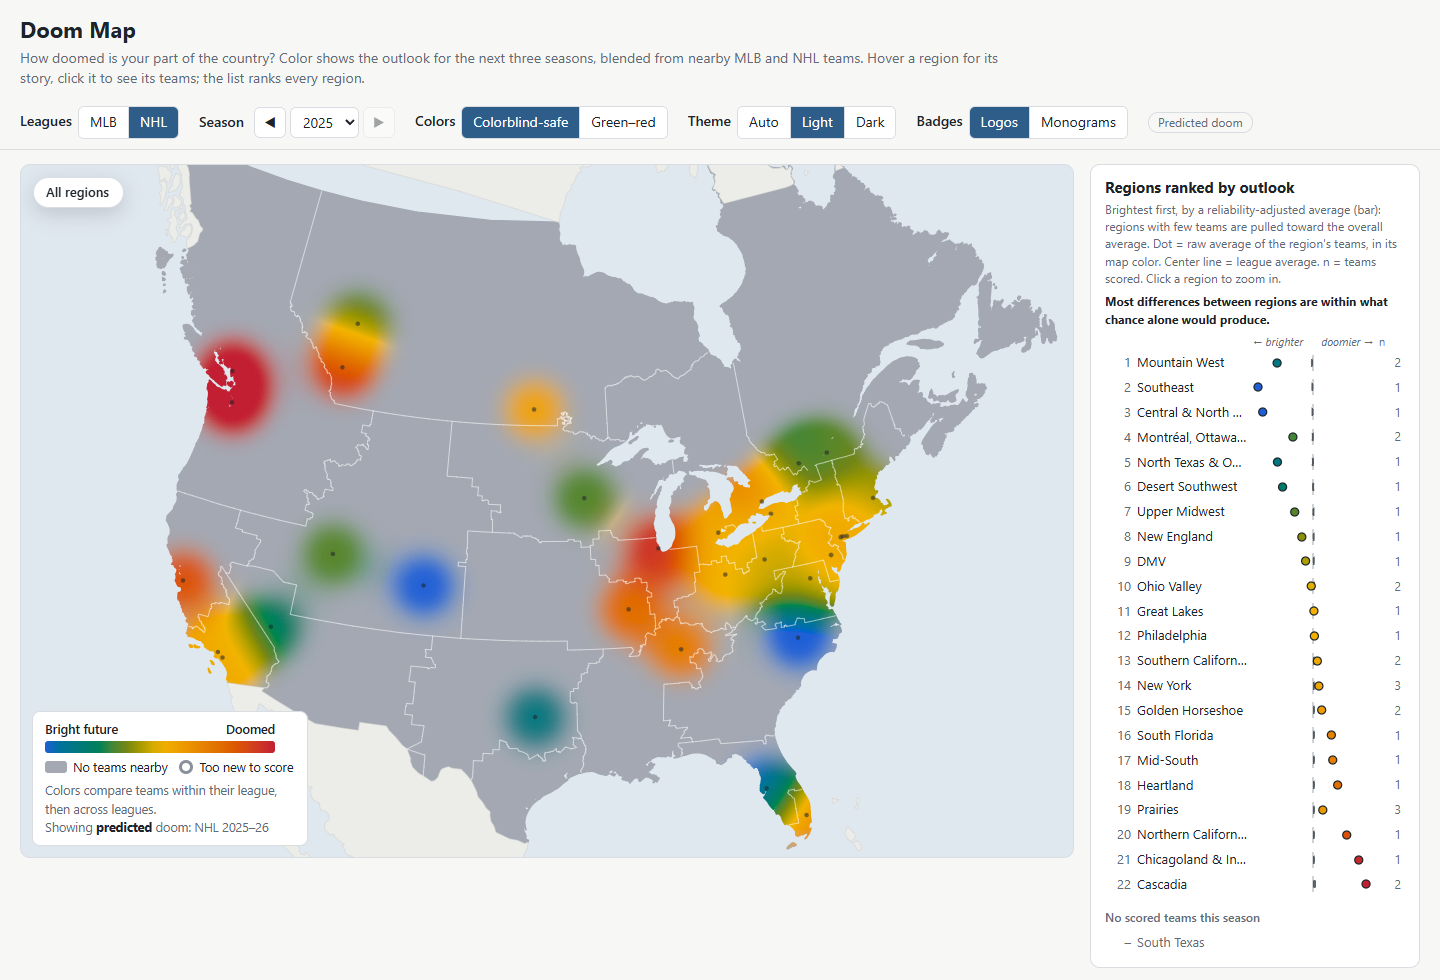 Doom Map
How doomed is your part of the country? Color shows the outlook for the next three seasons, blended from nearby MLB and NHL teams. Hover a region for its
story, click it to see its teams; the list ranks every region.
Leagues MLB NHL Season ◀ 2025 ▶ Colors Colorblind-safe Green–red Theme Auto Light Dark Badges Logos Monograms Predicted doom
All regions
Bright future Doomed
No teams nearby Too new to score
Colors compare teams within their league,
then across leagues.
Showing predicted doom: NHL 2025–26
Regions ranked by outlook
Brightest first, by a reliability-adjusted average (bar):
regions with few teams are pulled toward the overall
average. Dot = raw average of the region's teams, in its
map color. Center line = league average. n = teams
scored. Click a region to zoom in.
Most differences between regions are within what
chance alone would produce.
← brighter doomier → n
1 Mountain West 2
2 Southeast 1
3 Central & North ... 1
4 Montréal, Ottawa... 2
5 North Texas & O... 1
6 Desert Southwest 1
7 Upper Midwest 1
8 New England 1
9 DMV 1
10 Ohio Valley 2
11 Great Lakes 1
12 Philadelphia 1
13 Southern Californ... 2
14 New York 3
15 Golden Horseshoe 2
16 South Florida 1
17 Mid-South 1
18 Heartland 1
19 Prairies 3
20 Northern Californ... 1
21 Chicagoland & In... 1
22 Cascadia 2
No scored teams this season
– South Texas